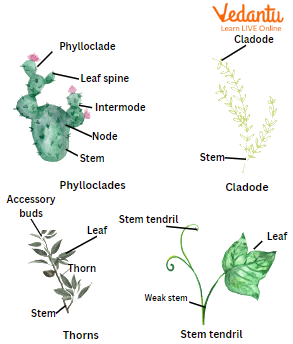 Vedantu
Learn LIVE Online
Phylloclade
Leaf spine
Intermode
Node
Stem
Phylloclades
Cladode
Stem
Cladode
Accessory
buds
Leaf
Thorn
Stem
Thorns
Stem tendril
Leaf
Weak stem
Stem tendril